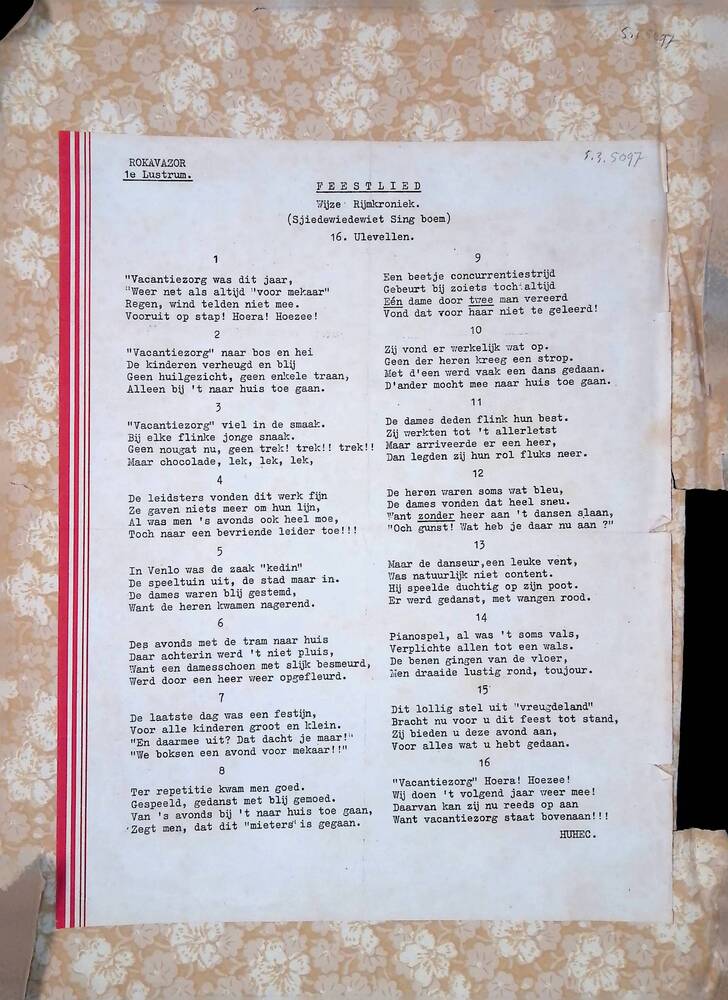 5.3.5097
ROKAVAZOR
1e Lustrum.
FEESTLIED
Wijze Rijmkroniek.
(Sjiedewiedewiet Sing boem)
16. Ulevellen.
1
"Vacantiezorg was dit jaar,
"Weer net als altijd "voor mekaar"
Regen, wind telden niet mee.
Vooruit op stap! Hoera! Hoezee!
2
"Vacantiezorg" naar bos en hei
De kinderen verheugd en blij
Geen huilgezicht, geen enkele traan,
Alleen bij 't naar huis toe gaan.
3
"Vacantiezorg" viel in de smaak.
Bij elke flinke jonge snaak.
Geen nougat nu, geen trek! trek!! trek!!
Maar chocolade, lek, lek, lek,
4
De leidsters vonden dit werk fijn
Ze gaven niets meer om hun lijn,
Al was men 's avonds ook heel moe,
Toch naar een bevriende leider toe!!!
5
In Venlo was de zaak "kedin"
De speeltuin uit, de stad maar in.
De dames waren blij gestemd,
Want de heren kwamen nagerend.
6
Des avonds met de tram naar huis
Daar achterin werd 't niet pluis,
Want een damesschoen met slijk besmeurd,
Werd door een heer weer opgefleurd.
7
De laatste dag was een festijn,
Voor alle kinderen groot en klein.
"En daarmee uit? Dat dacht je maar!"
"We boksen een avond voor mekaar!!"
8
Ter repetitie kwam men goed.
Gespeeld, gedanst met blij gemoed.
Van 's avonds bij 't naar huis toe gaan,
Zegt men, dat dit "mieters" is gegaan.
9
Een beetje concurrentiestrijd
Gebeurt bij zoiets toch altijd
Eén dame door twee man vereerd
Vond dat voor haar niet te geleerd!
10
Zij vond er werkelijk wat op.
Geen der heren kreeg een strop.
Met d'een werd vaak een dans gedaan.
D'ander mocht mee naar huis toe gaan.
11
De dames deden flink hun best.
Zij werkten tot 't allerletst
Maar arriveerde er een heer,
Dan legden zij hun rol fluks neer.
12
De heren waren soms wat bleu,
De dames vonden dat heel sneu.
Want zonder heer aan 't dansen slaan,
"Och gunst! Wat heb je daar nu aan ?"
13
Maar de danseur,een leuke vent,
Was natuurlijk niet content.
Hij speelde duchtig op zijn poot.
Er werd gedanst, met wangen rood.
14
Pianospel, al was 't soms vals,
Verplichte allen tot een wals.
De benen gingen van de vloer,
Men draaide lustig rond, toujour.
15
Dit lollig stel uit "vreugdeland"
Bracht nu voor u dit feest tot stand,
Zij bieden u deze avond aan,
Voor alles wat u hebt gedaan.
16
"Vacantiezorg" Hoera! Hoezee!
Wij doen 't volgend jaar weer mee!
Daarvan kan zij nu reeds op aan
Want vacantiezorg staat bovenaan!!!
HUHEC.